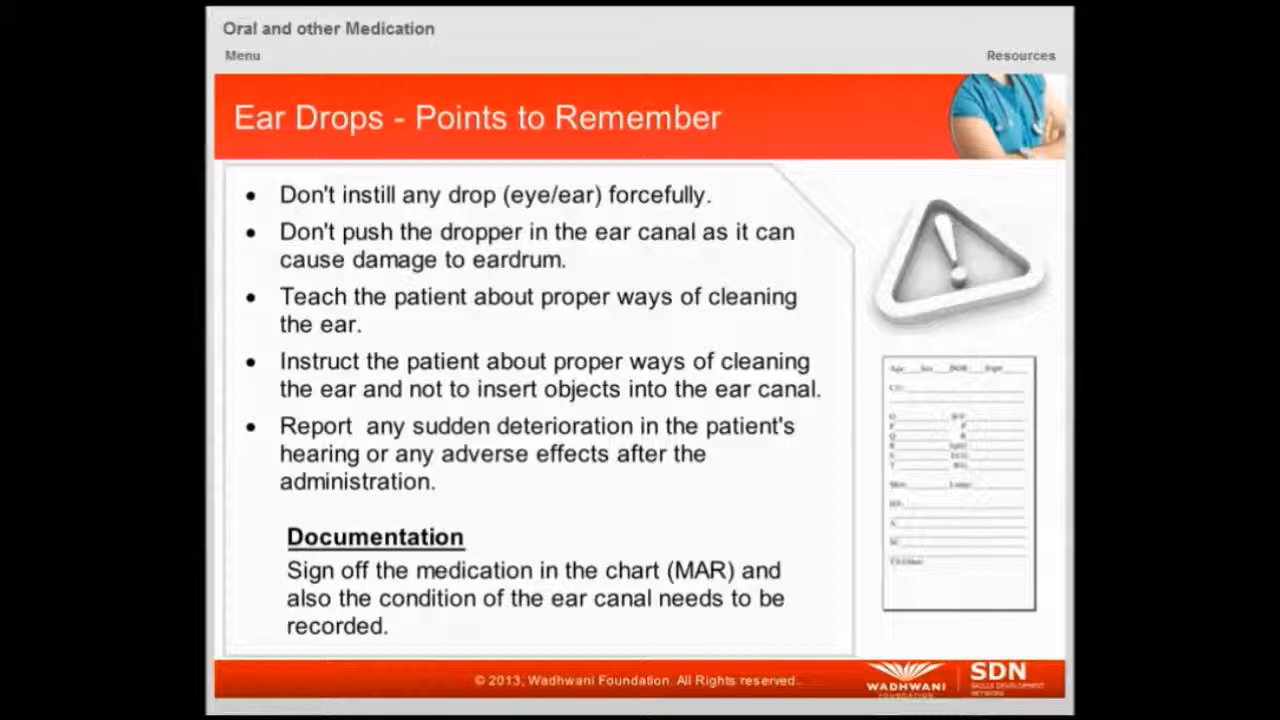 Oral and other Medication
Menu
Resources
Ear Drops - Points to Remember
• Don't instill any drop (eye/ear) forcefully.
• Don't push the dropper in the ear canal as it can
cause damage to eardrum.
• Teach the patient about proper ways of cleaning
the ear.
• Instruct the patient about proper ways of cleaning
the ear and not to insert objects into the ear canal.
• Report any sudden deterioration in the patient's
hearing or any adverse effects after the
administration.
Documentation
Sign off the medication in the chart (MAR) and
also the condition of the ear canal needs to be
recorded.
© 2013, Wadhwani Foundation. All Rights reserved.
WADHWANI
FOUNDATION
SDN
SKILLS DEVELOPMENT
NETWORK